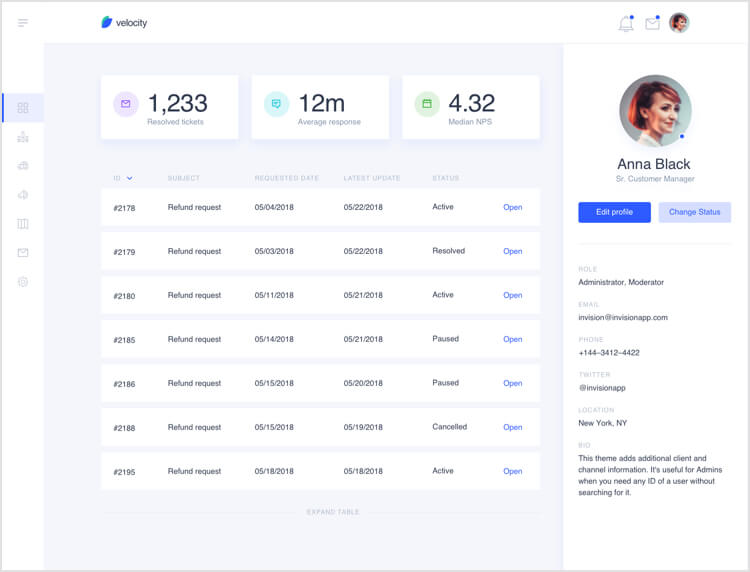 velocity
1,233
Resolved tickets
12m
Average response
4.32
Median NPS
ID SUBJECT REQUESTED DATE LATEST UPDATE STATUS
#2178 Refund request 05/04/2018 05/22/2018 Active Open
#2179 Refund request 05/03/2018 05/22/2018 Resolved Open
#2180 Refund request 05/11/2018 05/21/2018 Active Open
#2185 Refund request 05/14/2018 05/21/2018 Paused Open
#2186 Refund request 05/15/2018 05/20/2018 Paused Open
#2188 Refund request 05/15/2018 05/19/2018 Cancelled Open
#2195 Refund request 05/18/2018 05/18/2018 Active Open
EXPAND TABLE
Anna Black
Sr. Customer Manager
Edit profile Change Status
ROLE
Administrator, Moderator
EMAIL
invision@invisionapp.com
PHONE
+144–3412–4422
TWITTER
@invisionapp
LOCATION
New York, NY
BIO
This theme adds additional client and
channel information. It's useful for Admins
when you need any ID of a user without
searching for it.